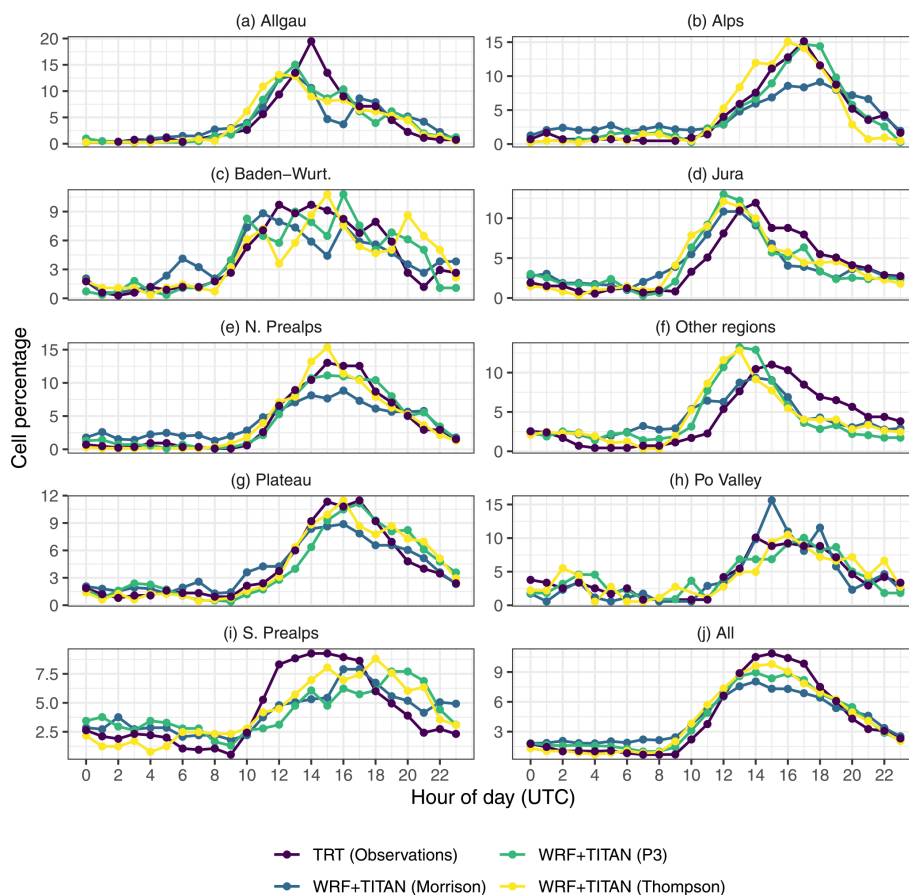 (a) Allgau
(b) Alps
20
15
10
5
0
15
10
5
0
(c) Baden−Wurt.
(d) Jura
9
6
3
0
10
5
0
(e) N. Prealps
(f) Other regions
15
10
5
0
10
5
0
(g) Plateau
(h) Po Valley
12
9
6
3
0
15
10
5
0
(i) S. Prealps
(j) All
7.5
5.0
2.5
9
6
3
0 2 4 6 8 10 12 14 16 18 20 22
0 2 4 6 8 10 12 14 16 18 20 22
Cell percentage
Hour of day (UTC)
TRT (Observations)
WRF+TITAN (P3)
WRF+TITAN (Morrison)
WRF+TITAN (Thompson)